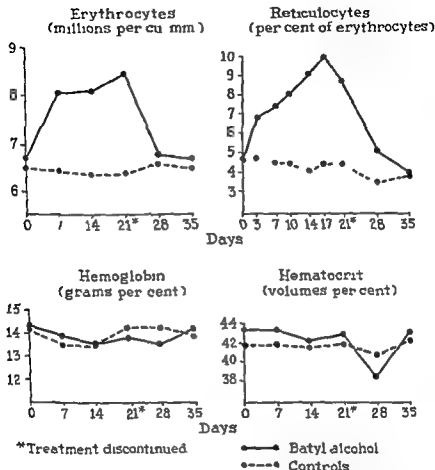 Erythrocytes
(millions per cu mm)
9
8
7
6
0 7 14 21* 28 35
Reticulocytes
(per cent of erythrocytes)
10
9
8
7
6
5
4
3
0 3 7 10 14 17 21* 28 35
Days
Hemoglobin
(grams per cent)
15
14
13
12
0 7 14 21* 28 35
Hematocrit
(volumes per cent)
44
42
40
38
0 7 14 21* 28 35
Days
*Treatment discontinued
Batyl alcohol
Controls